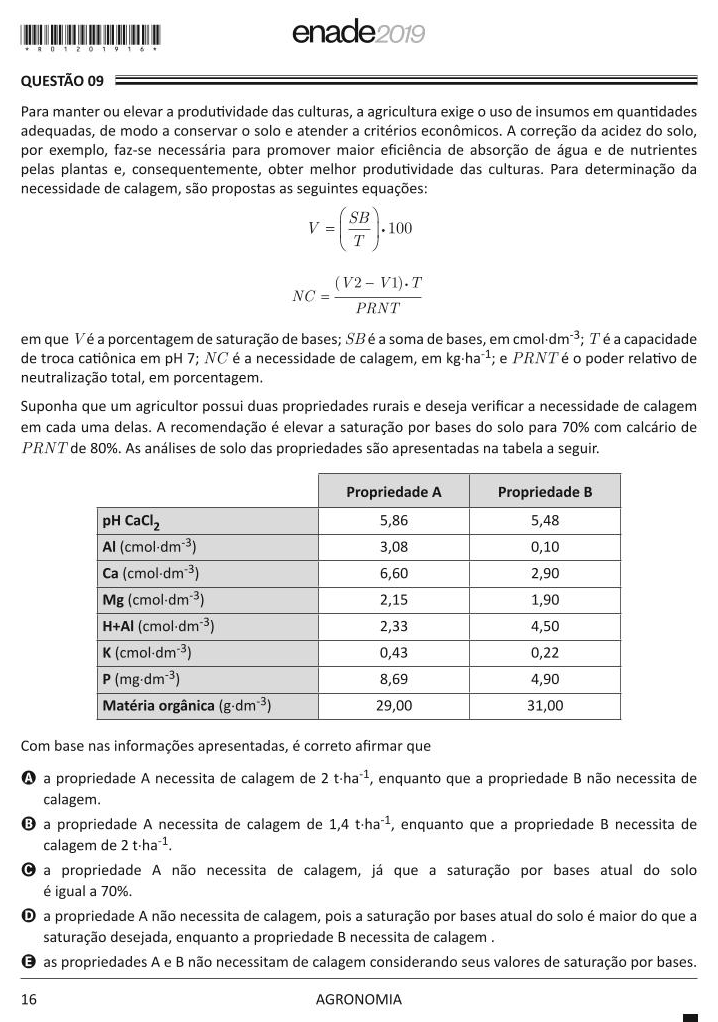 * R 0 1 2 0 1 9 1 6 *
enade2019
QUESTÃO 09
Para manter ou elevar a produtividade das culturas, a agricultura exige o uso de insumos em quantidades
adequadas, de modo a conservar o solo e atender a critérios econômicos. A correção da acidez do solo,
por exemplo, faz-se necessária para promover maior eficiência de absorção de água e de nutrientes
pelas plantas e, consequentemente, obter melhor produtividade das culturas. Para determinação da
necessidade de calagem, são propostas as seguintes equações:
V = (SB/T) • 100
NC = (V2 − V1) • T / PRNT
em que V é a porcentagem de saturação de bases; SB é a soma de bases, em cmol·dm⁻³; T é a capacidade
de troca catiônica em pH 7; NC é a necessidade de calagem, em kg·ha⁻¹; e PRNT é o poder relativo de
neutralização total, em porcentagem.
Suponha que um agricultor possui duas propriedades rurais e deseja verificar a necessidade de calagem
em cada uma delas. A recomendação é elevar a saturação por bases do solo para 70% com calcário de
PRNT de 80%. As análises de solo das propriedades são apresentadas na tabela a seguir.
Propriedade A Propriedade B
pH CaCl₂ 5,86 5,48
Al (cmol·dm⁻³) 3,08 0,10
Ca (cmol·dm⁻³) 6,60 2,90
Mg (cmol·dm⁻³) 2,15 1,90
H+Al (cmol·dm⁻³) 2,33 4,50
K (cmol·dm⁻³) 0,43 0,22
P (mg·dm⁻³) 8,69 4,90
Matéria orgânica (g·dm⁻³) 29,00 31,00
Com base nas informações apresentadas, é correto afirmar que
A a propriedade A necessita de calagem de 2 t·ha⁻¹, enquanto que a propriedade B não necessita de
calagem.
B a propriedade A necessita de calagem de 1,4 t·ha⁻¹, enquanto que a propriedade B necessita de
calagem de 2 t·ha⁻¹.
C a propriedade A não necessita de calagem, já que a saturação por bases atual do solo
é igual a 70%.
D a propriedade A não necessita de calagem, pois a saturação por bases atual do solo é maior do que a
saturação desejada, enquanto a propriedade B necessita de calagem .
E as propriedades A e B não necessitam de calagem considerando seus valores de saturação por bases.
16 AGRONOMIA